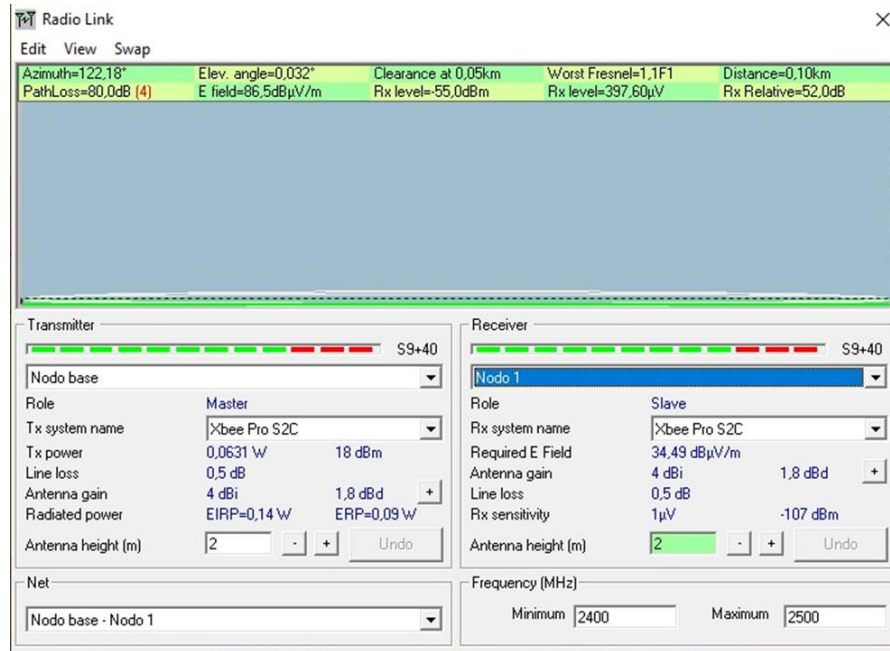 Radio Link
Edit View Swap
Azimuth=122,18° Elev. angle=0,032° Clearance at 0,05km Worst Fresnel=1,1F1 Distance=0,10km
PathLoss=80,0dB (4) E field=86,5dBµV/m Rx level=-55,0dBm Rx level=397,60µV Rx Relative=52,0dB
Transmitter
S9+40
Nodo base
Role Master
Tx system name Xbee Pro S2C
Tx power 0,0631 W 18 dBm
Line loss 0,5 dB
Antenna gain 4 dBi 1,8 dBd +
Radiated power EIRP=0,14 W ERP=0,09 W
Antenna height (m) 2 - + Undo
Receiver
S9+40
Nodo 1
Role Slave
Rx system name Xbee Pro S2C
Required E Field 34,49 dBµV/m
Antenna gain 4 dBi 1,8 dBd +
Line loss 0,5 dB
Rx sensitivity 1µV -107 dBm
Antenna height (m) 2 - + Undo
Net
Nodo base - Nodo 1
Frequency (MHz)
Minimum 2400 Maximum 2500